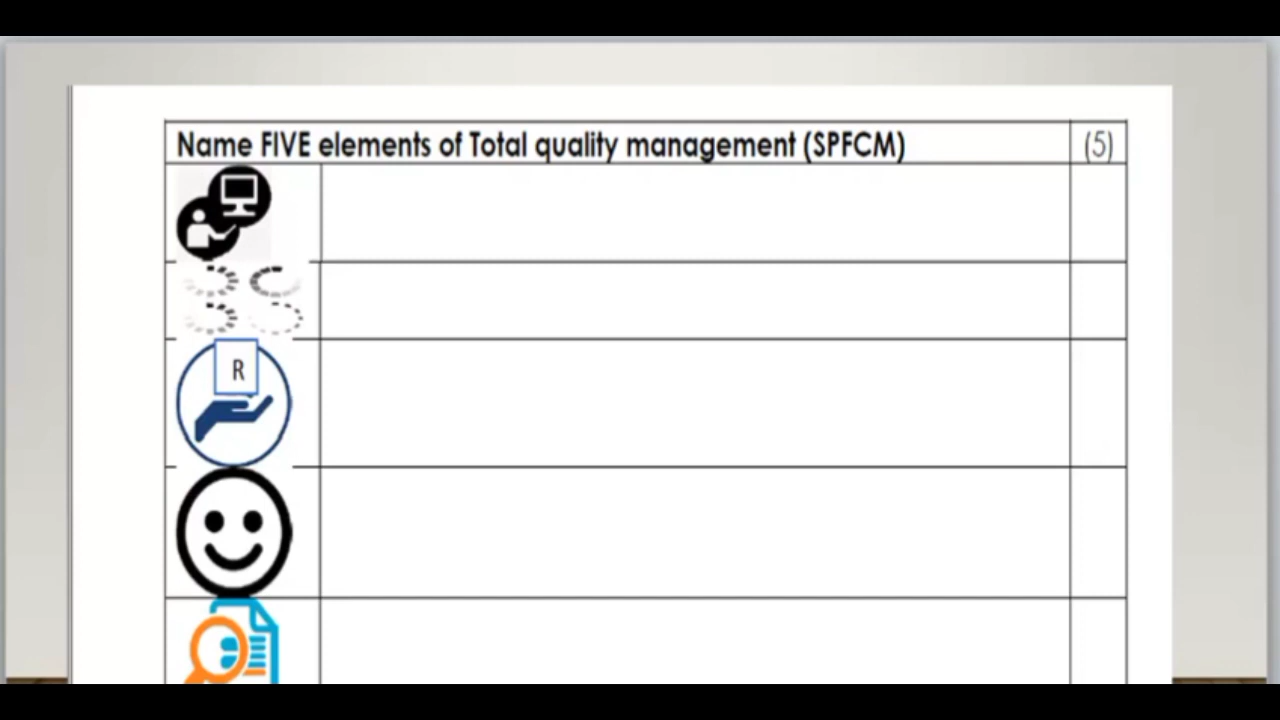 Name FIVE elements of Total quality management (SPFCM) (5)
R